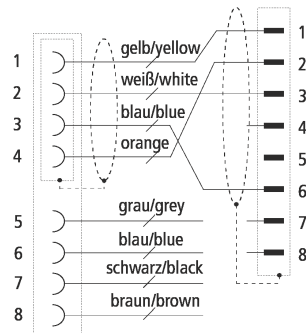 1 gelb/yellow 1
2 weiß/white 2
3 blau/blue 3
4 orange 4
5
6
5 grau/grey 7
6 blau/blue 8
7 schwarz/black
8 braun/brown